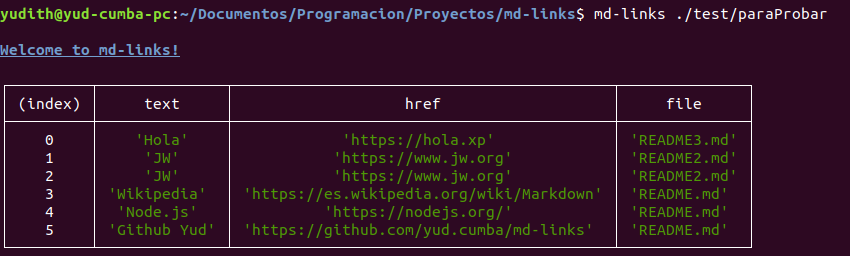 yudith@yud-cumba-pc:~/Documentos/Programacion/Proyectos/md-links$ md-links ./test/paraProbar
Welcome to md-links!
(index) text href file
0 'Hola' 'https://hola.xp' 'README3.md'
1 'JW' 'https://www.jw.org' 'README2.md'
2 'JW' 'https://www.jw.org' 'README2.md'
3 'Wikipedia' 'https://es.wikipedia.org/wiki/Markdown' 'README.md'
4 'Node.js' 'https://nodejs.org/' 'README.md'
5 'Github Yud' 'https://github.com/yud.cumba/md-links' 'README.md'